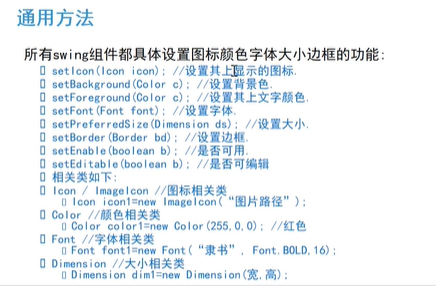 通用方法
所有swing组件都具体设置图标颜色字体大小边框的功能:
setIcon(Icon icon); //设置其上显示的图标.
setBackground(Color c); //设置背景色.
setForeground(Color c); //设置其上文字颜色.
setFont(Font font); //设置字体.
setPreferredSize(Dimension ds); //设置大小.
setBorder(Border bd); //设置边框.
setEnable(boolean b); //是否可用.
setEditable(boolean b); //是否可编辑
相关类如下:
Icon / ImageIcon //图标相关类
Icon icon1=new ImageIcon(“图片路径”);
Color //颜色相关类
Color color1=new Color(255,0,0); //红色
Font //字体相关类
Font font1=new Font(“隶书”, Font.BOLD,16);
Dimension //大小相关类
Dimension dim1=new Dimension(宽,高);